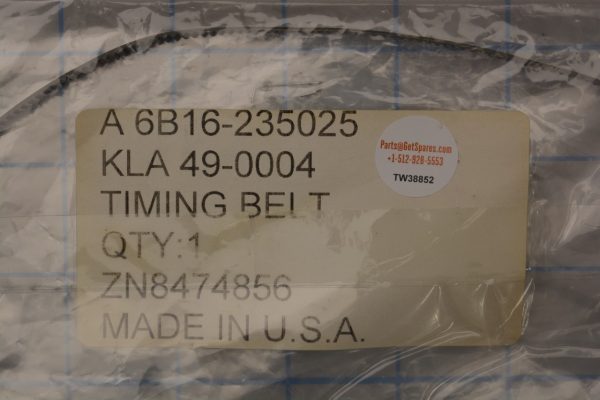 A 6B16-235025
KLA 49-0004
TIMING BELT
QTY:1
ZN8474856
MADE IN U.S.A.
Parts@GetSpares.com
+1-512-928-5553
TW38852